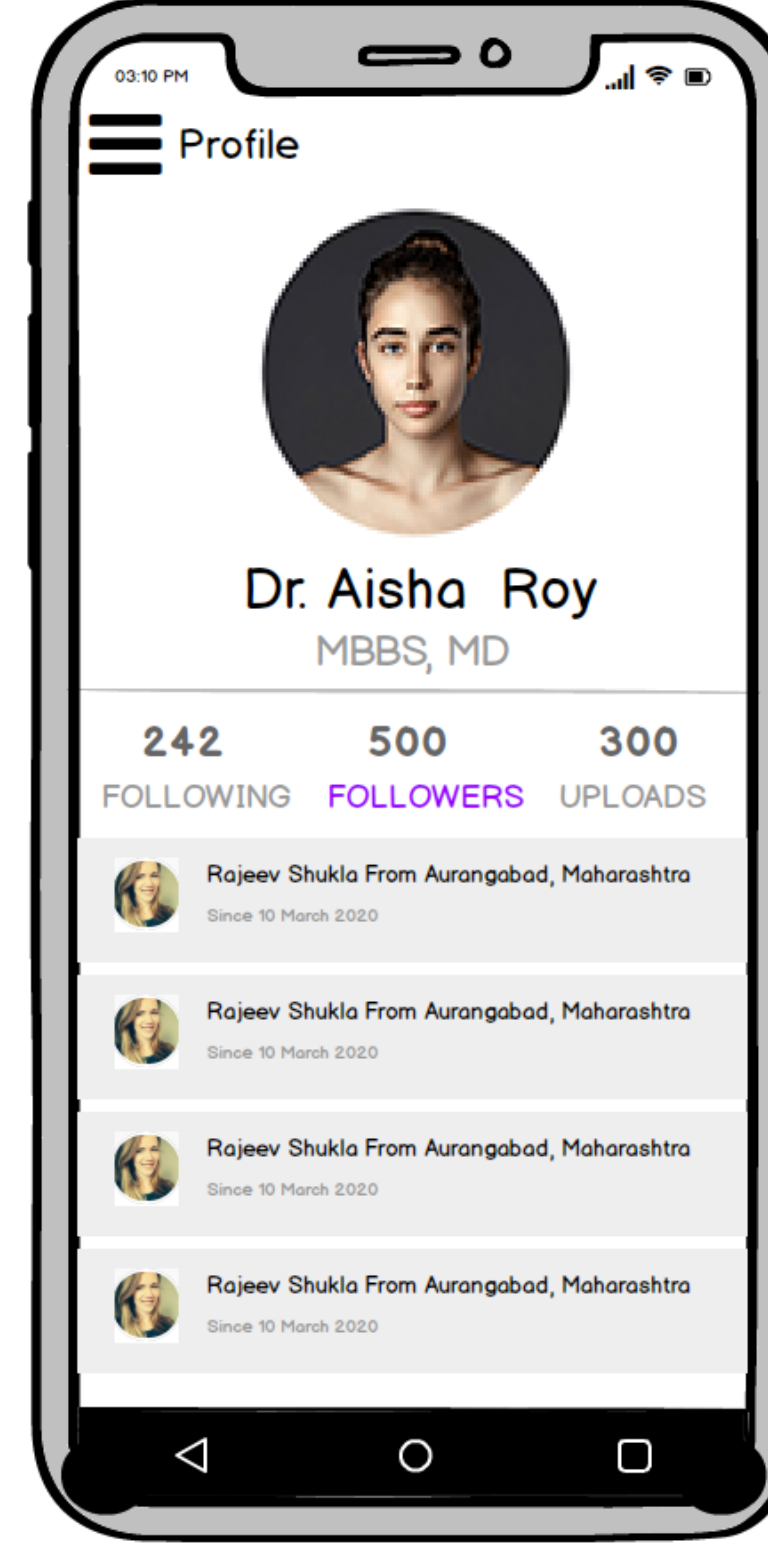 03:10 PM
Profile
Dr. Aisha Roy
MBBS, MD
242 500 300
FOLLOWING FOLLOWERS UPLOADS
Rajeev Shukla From Aurangabad, Maharashtra
Since 10 March 2020
Rajeev Shukla From Aurangabad, Maharashtra
Since 10 March 2020
Rajeev Shukla From Aurangabad, Maharashtra
Since 10 March 2020
Rajeev Shukla From Aurangabad, Maharashtra
Since 10 March 2020